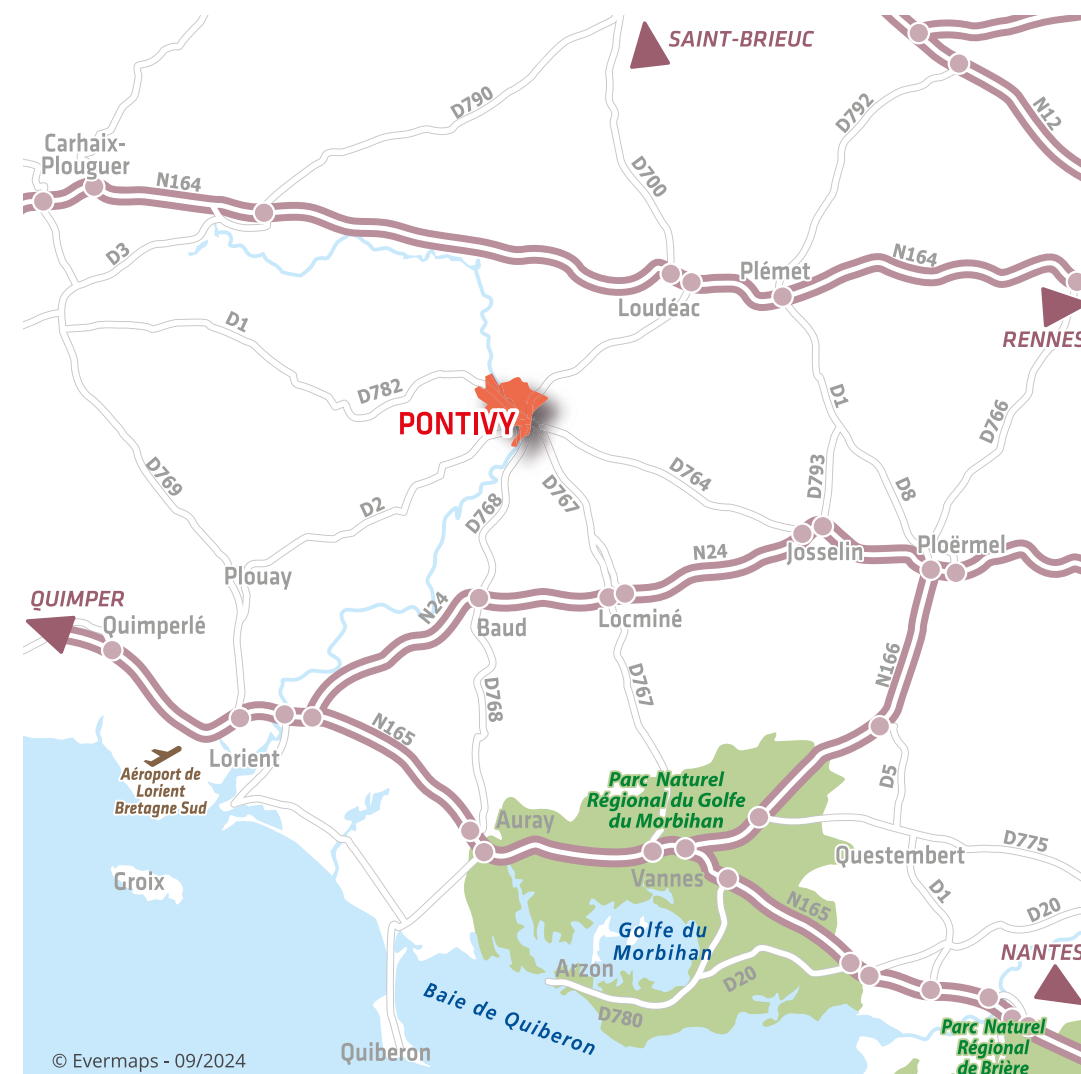 SAINT-BRIEUC
D790
D792
N12
Carhaix-
Plouguer
N164
D700
D3
Plémet
N164
Loudéac
RENNES
D1
D782
PONTIVY
D1
D766
D769
D764
D793
D8
D2
D768
D767
N24
Josselin
Ploërmel
Plouay
QUIMPER
Quimperlé
N24
Baud
Locminé
D768
D767
N166
N165
Lorient
Aéroport de
Lorient
Bretagne Sud
Parc Naturel
Régional du Golfe
du Morbihan
D5
Auray
D775
Questembert
Vannes
Groix
D1
N165
D20
Golfe du
Morbihan
NANTES
Arzon
D20
Baie de Quiberon
D780
Parc Naturel
Régional
de Brière
Quiberon
© Evermaps - 09/2024